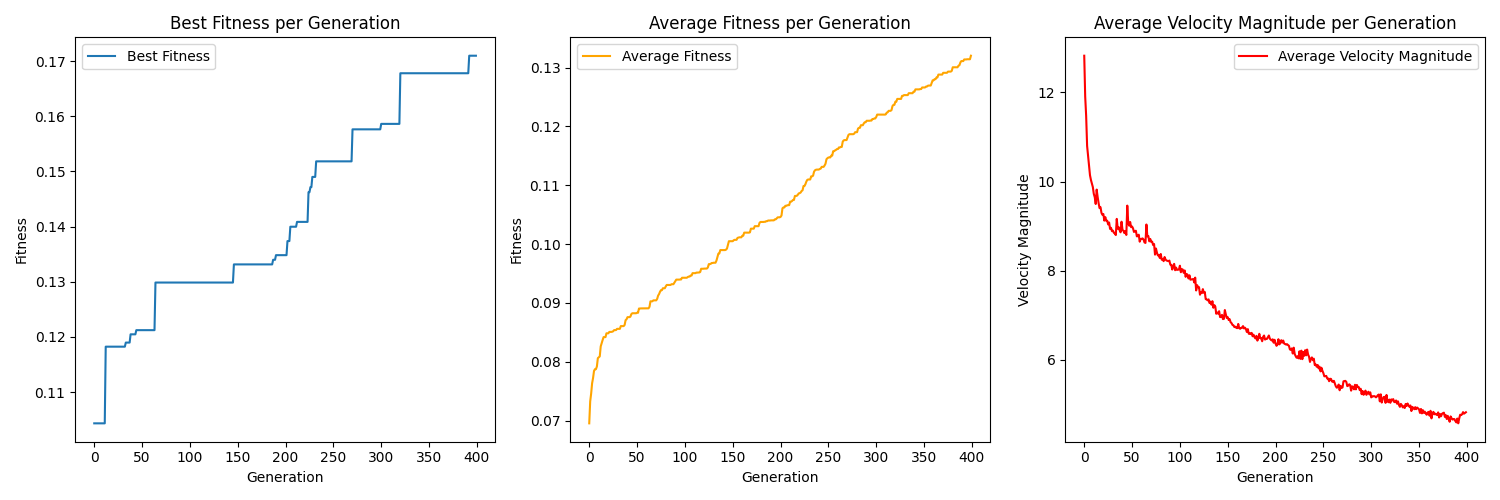 Best Fitness per Generation
Best Fitness
0.17
0.16
0.15
0.14
0.13
0.12
0.11
Fitness
0 50 100 150 200 250 300 350 400
Generation
Average Fitness per Generation
Average Fitness
0.13
0.12
0.11
0.10
0.09
0.08
0.07
Fitness
0 50 100 150 200 250 300 350 400
Generation
Average Velocity Magnitude per Generation
Average Velocity Magnitude
12
10
8
6
Velocity Magnitude
0 50 100 150 200 250 300 350 400
Generation